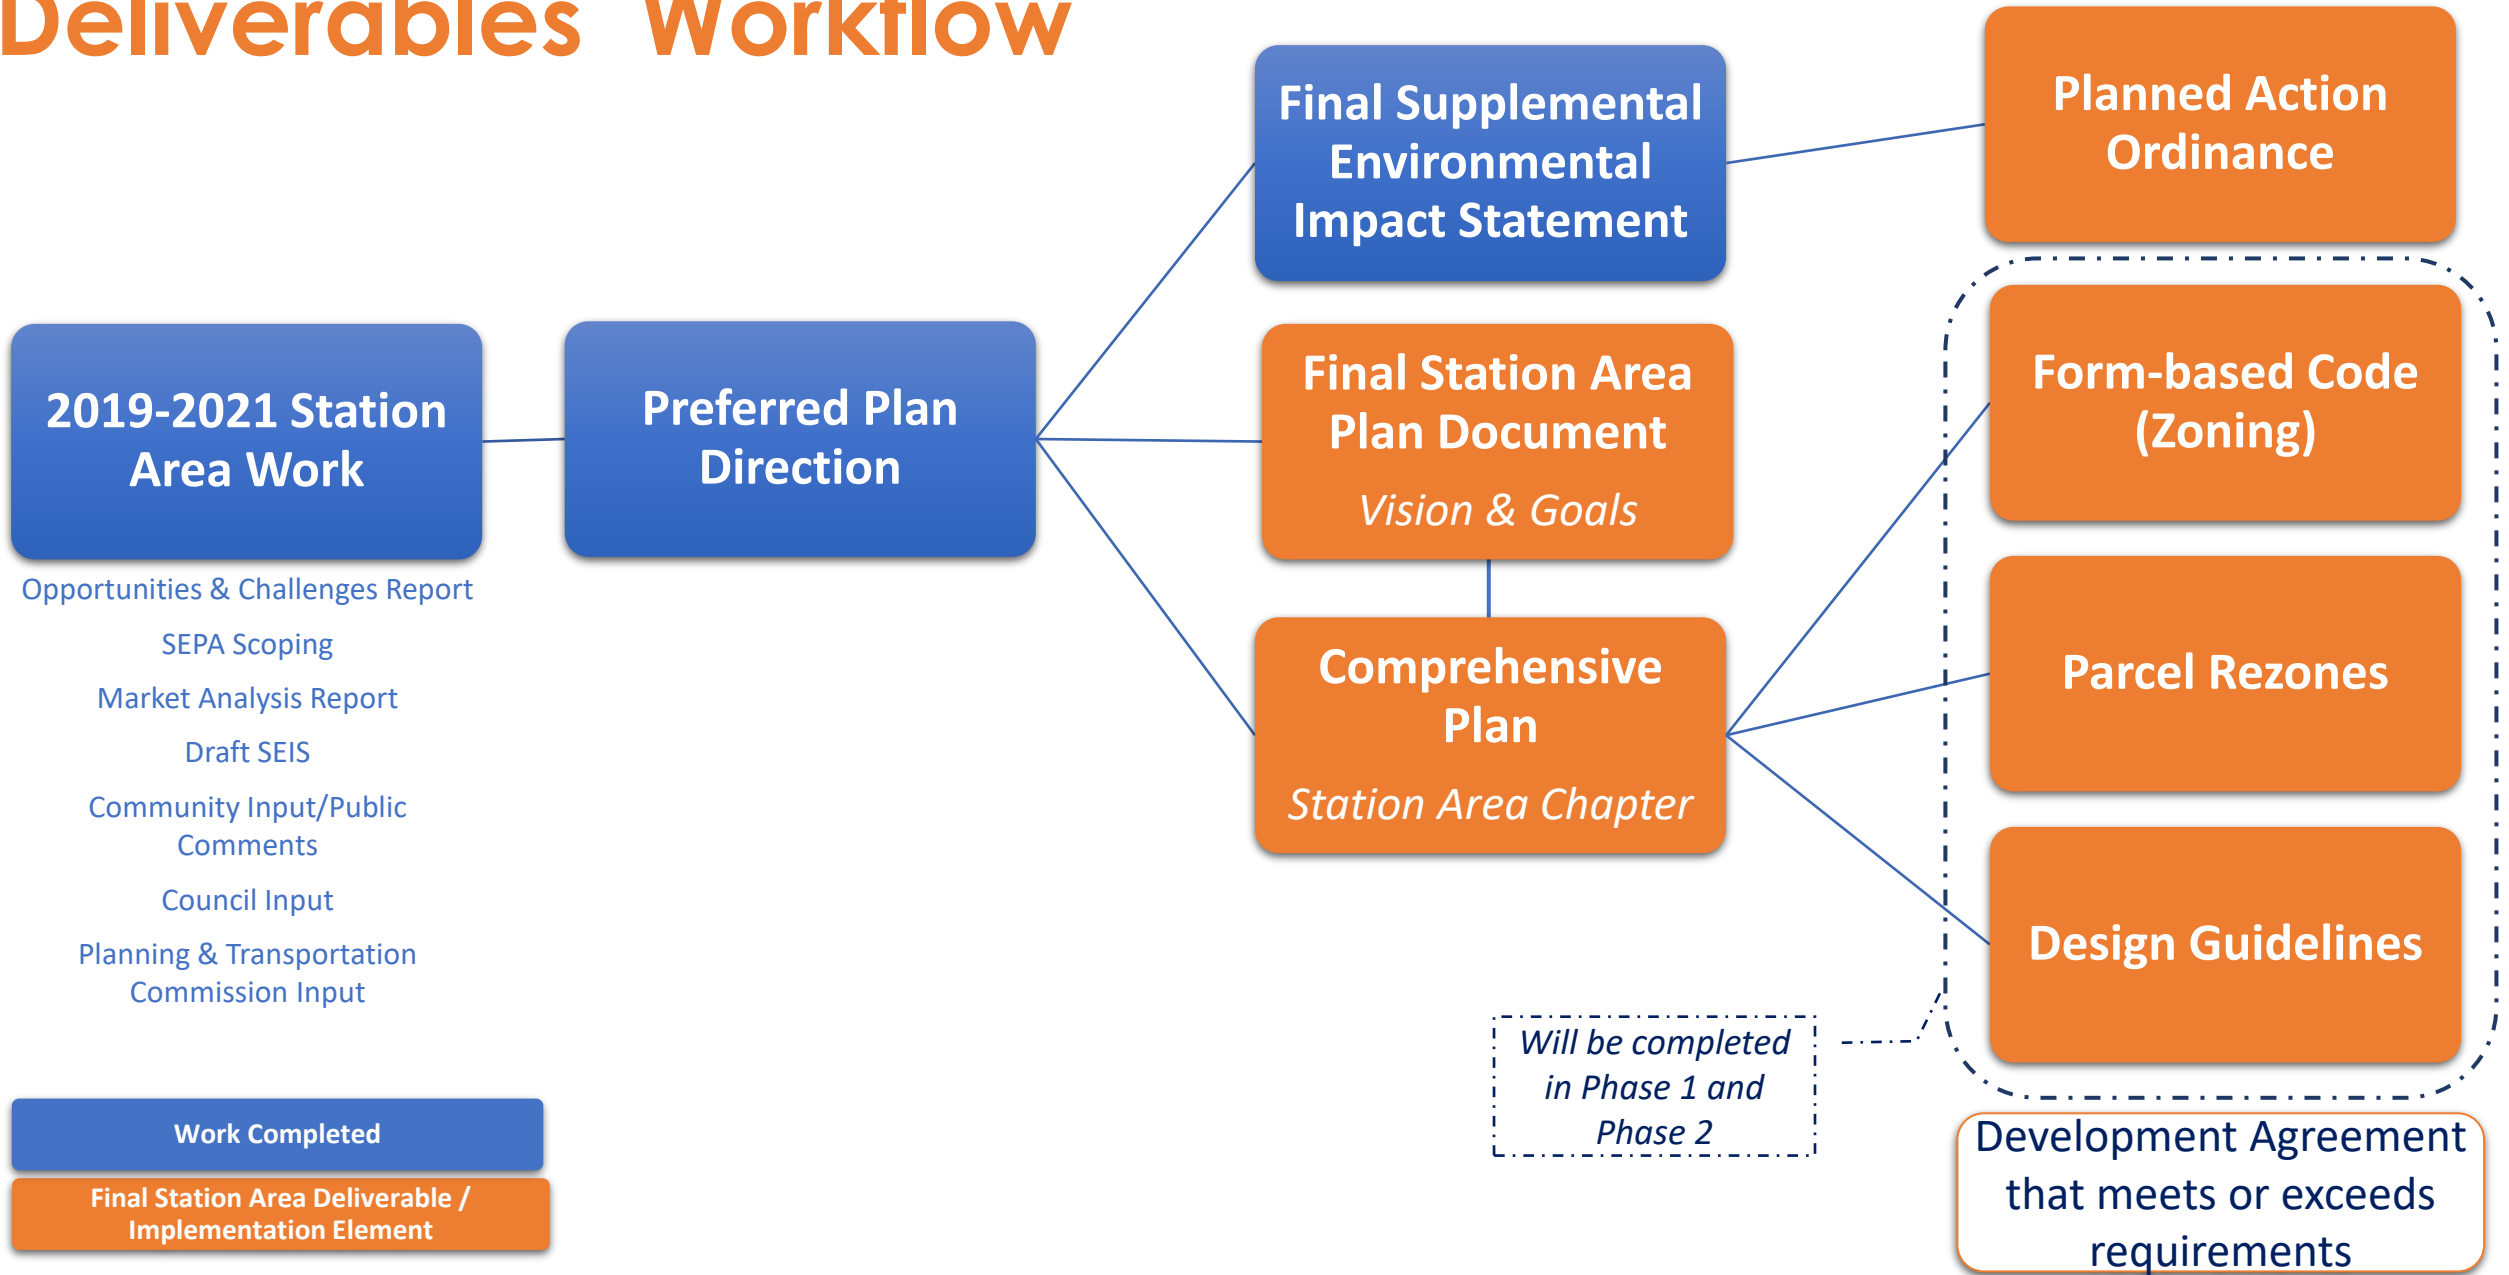 Deliverables Workflow
Final Supplemental
Environmental
Impact Statement
Planned Action
Ordinance
2019-2021 Station
Area Work
Preferred Plan
Direction
Final Station Area
Plan Document
Vision & Goals
Form-based Code
(Zoning)
Opportunities & Challenges Report
SEPA Scoping
Market Analysis Report
Draft SEIS
Community Input/Public
Comments
Council Input
Planning & Transportation
Commission Input
Comprehensive
Plan
Station Area Chapter
Parcel Rezones
Design Guidelines
Will be completed
in Phase 1 and
Phase 2
Work Completed
Final Station Area Deliverable /
Implementation Element
Development Agreement
that meets or exceeds
requirements